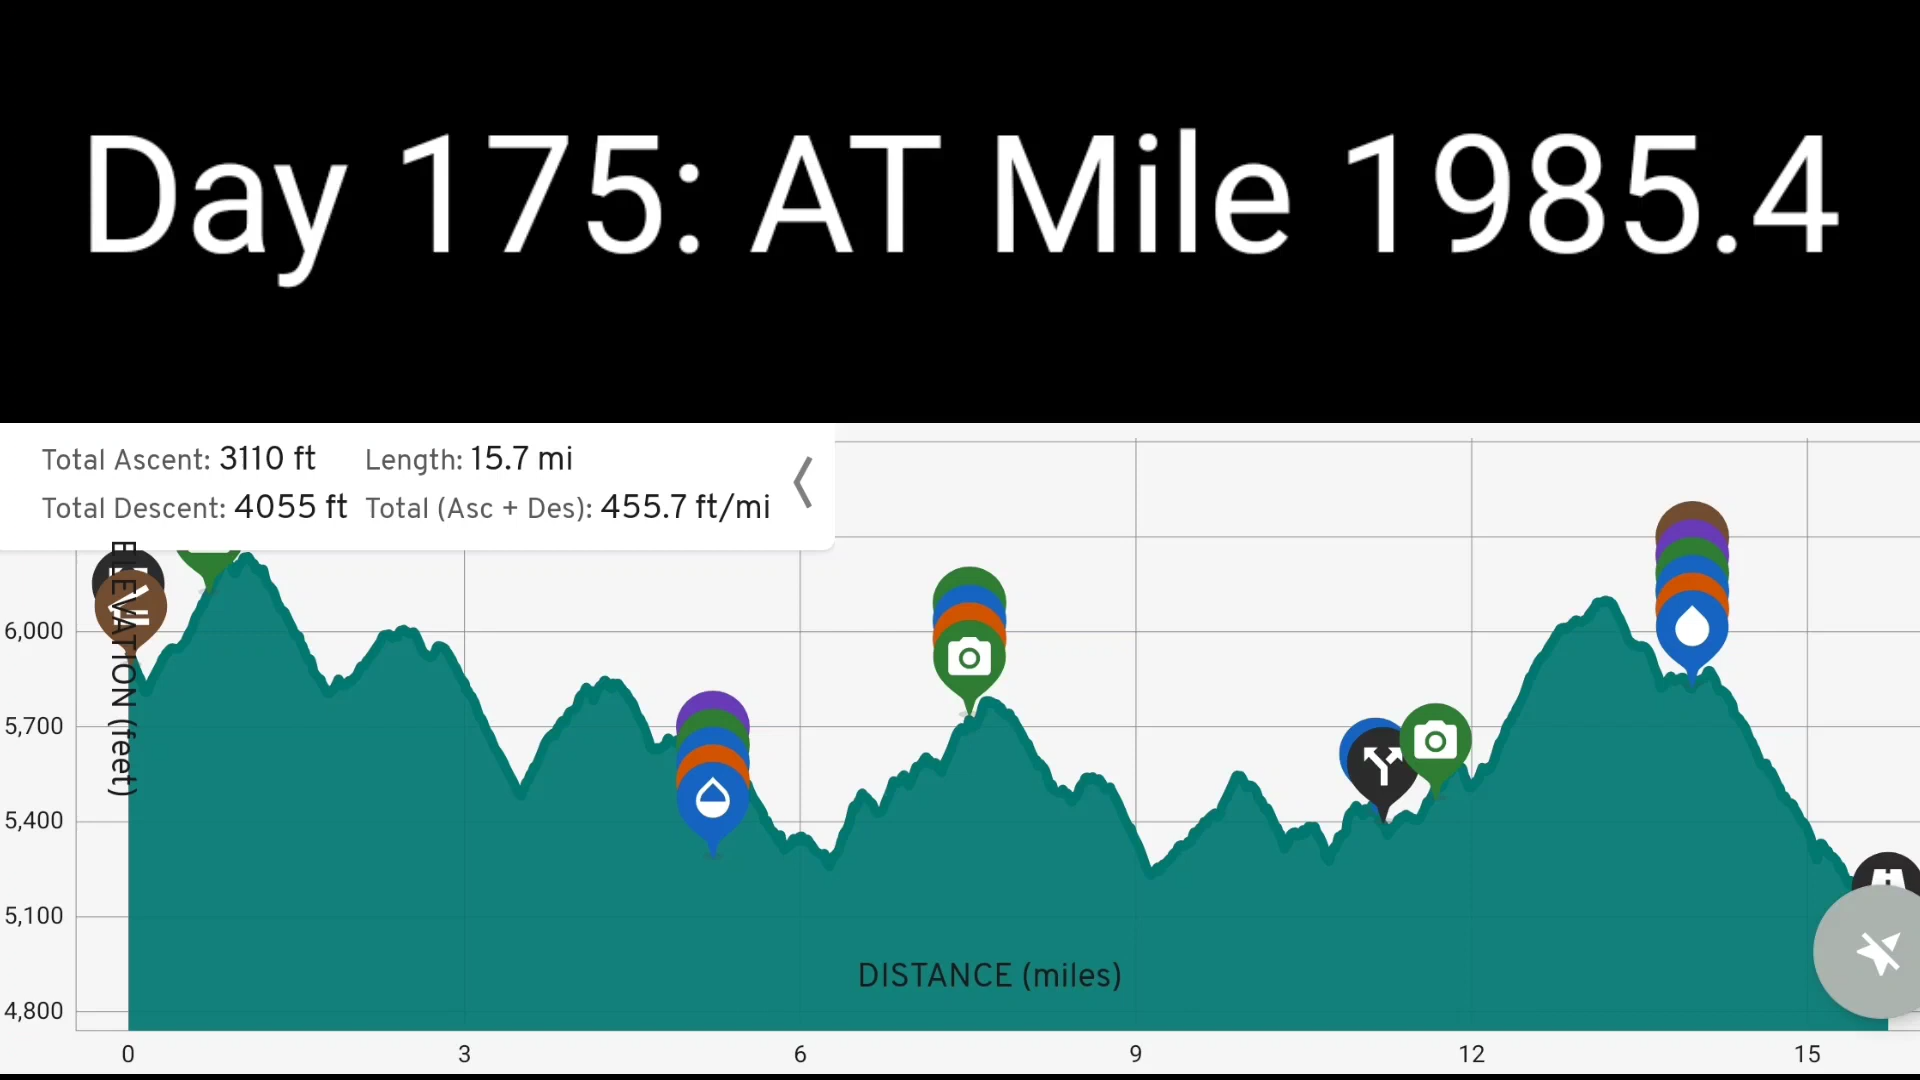 Day 175: AT Mile 1985.4
Total Ascent: 3110 ft Length: 15.7 mi
Total Descent: 4055 ft Total (Asc + Des): 455.7 ft/mi
ELEVATION (feet)
6,000
5,700
5,400
5,100
4,800
DISTANCE (miles)
0 3 6 9 12 15